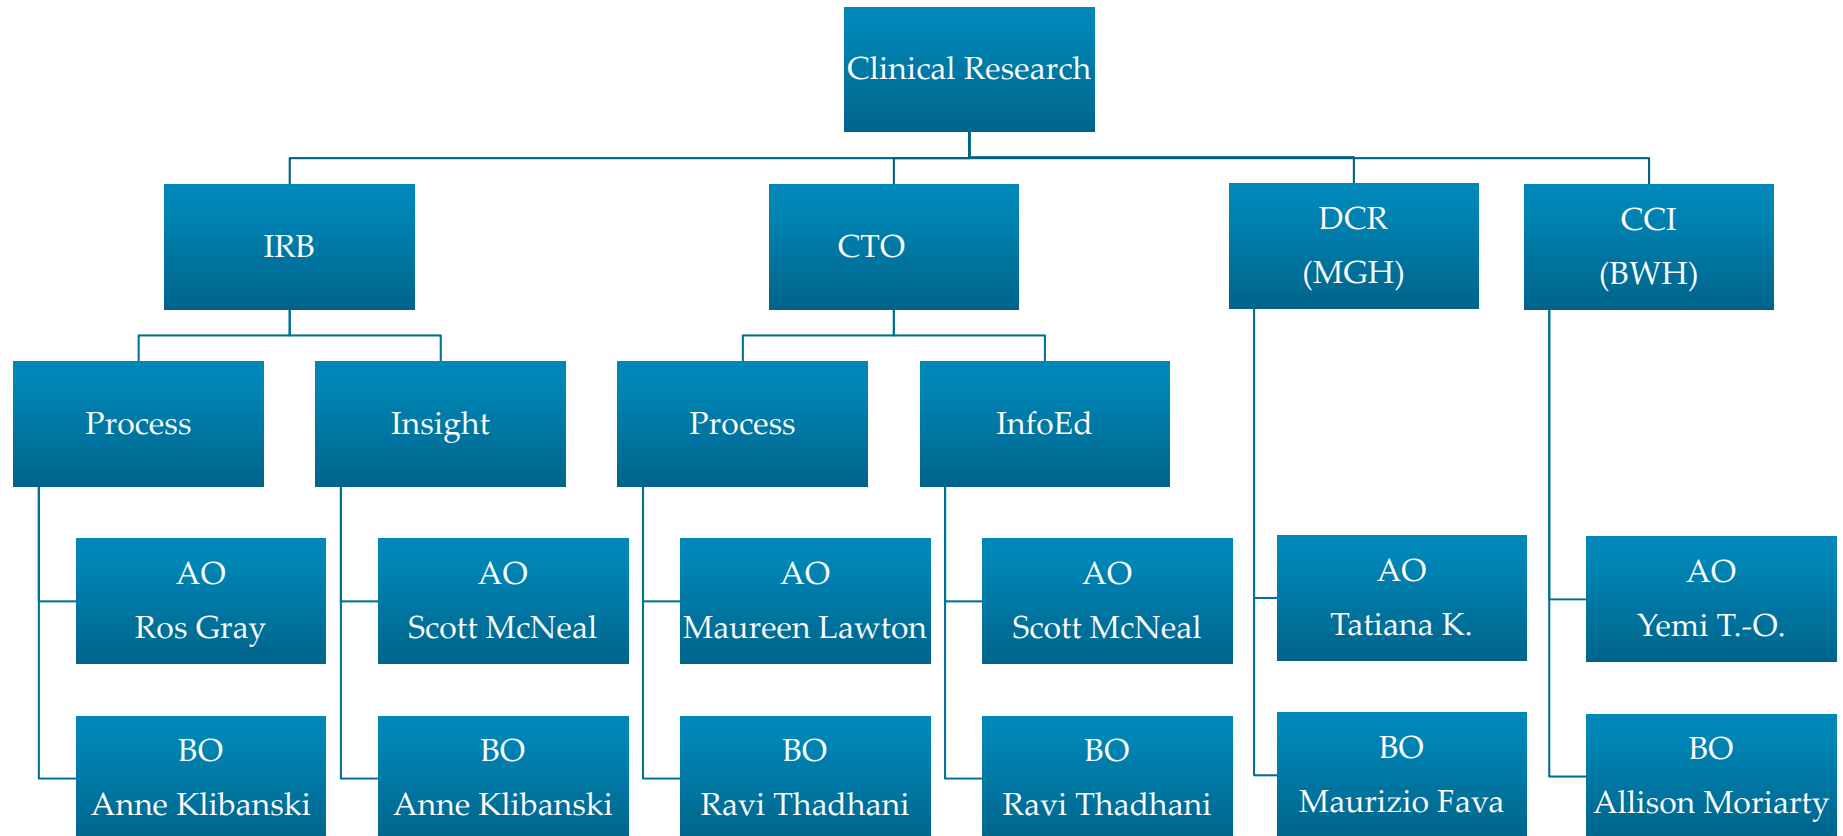 Clinical Research
IRB
CTO
DCR
(MGH)
CCI
(BWH)
Process
Insight
Process
InfoEd
AO
Ros Gray
AO
Scott McNeal
AO
Maureen Lawton
AO
Scott McNeal
AO
Tatiana K.
AO
Yemi T.-O.
BO
Anne Klibanski
BO
Anne Klibanski
BO
Ravi Thadhani
BO
Ravi Thadhani
BO
Maurizio Fava
BO
Allison Moriarty